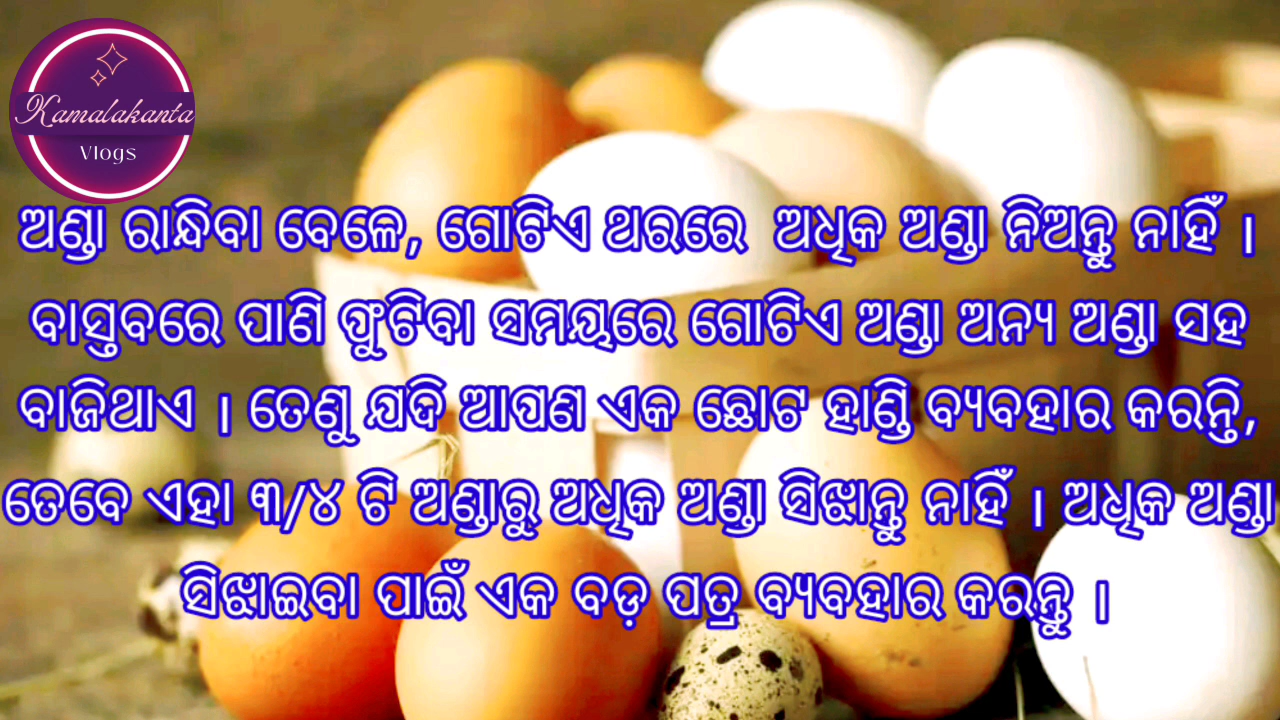 Kamalakanta
Vlogs
ଅଣ୍ଡା ରାନ୍ଧିବା ବେଳେ, ଗୋଟିଏ ଥରରେ ଅଧିକ ଅଣ୍ଡା ନିଅନ୍ତୁ ନାହିଁ ।
ବାସ୍ତବରେ ପାଣି ଫୁଟିବା ସମୟରେ ଗୋଟିଏ ଅଣ୍ଡା ଅନ୍ୟ ଅଣ୍ଡା ସହ
ବାଜିଥାଏ । ତେଣୁ ଯଦି ଆପଣ ଏକ ଛୋଟ ହାଣ୍ଡି ବ୍ୟବହାର କରନ୍ତି,
ତେବେ ଏହା ୩/୪ ଟି ଅଣ୍ଡାରୁ ଅଧିକ ଅଣ୍ଡା ସିଝାନ୍ତୁ ନାହିଁ । ଅଧିକ ଅଣ୍ଡା
ସିଝାଇବା ପାଇଁ ଏକ ବଡ଼ ପତ୍ର ବ୍ୟବହାର କରନ୍ତୁ ।